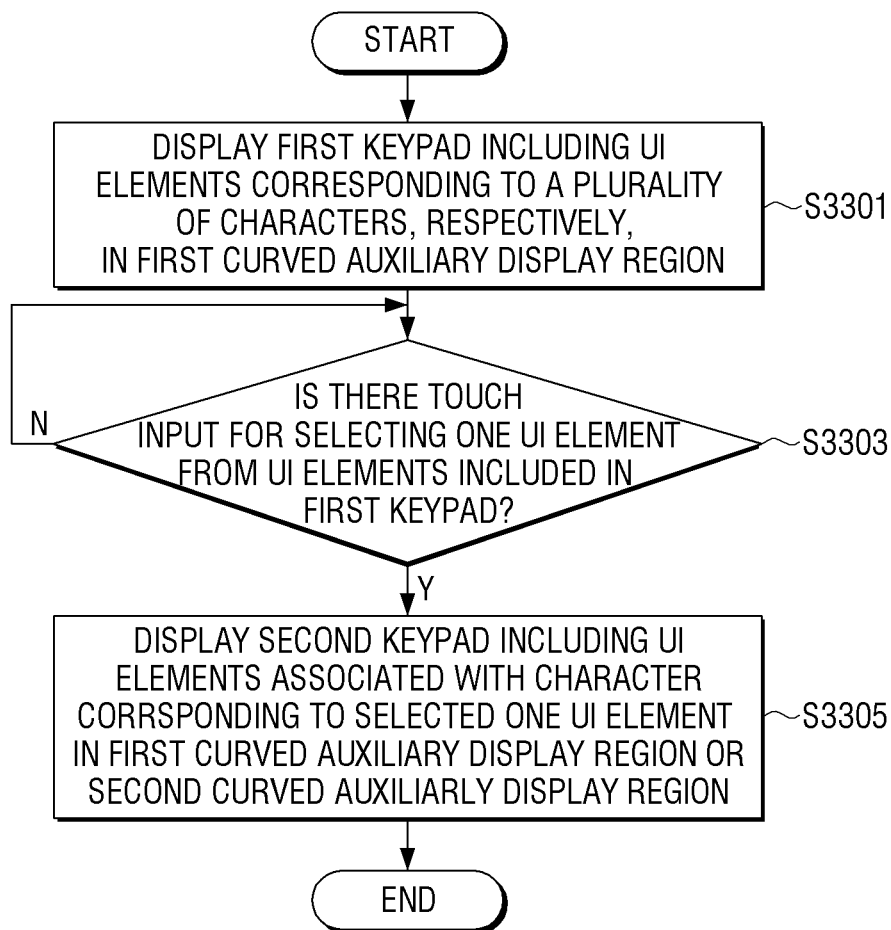 START
DISPLAY FIRST KEYPAD INCLUDING UI
ELEMENTS CORRESPONDING TO A PLURALITY
OF CHARACTERS, RESPECTIVELY,
IN FIRST CURVED AUXILIARY DISPLAY REGION
S3301
IS THERE TOUCH
INPUT FOR SELECTING ONE UI ELEMENT
FROM UI ELEMENTS INCLUDED IN
FIRST KEYPAD?
N
S3303
Y
DISPLAY SECOND KEYPAD INCLUDING UI
ELEMENTS ASSOCIATED WITH CHARACTER
CORRSPONDING TO SELECTED ONE UI ELEMENT
IN FIRST CURVED AUXILIARY DISPLAY REGION OR
SECOND CURVED AUXILIARLY DISPLAY REGION
S3305
END